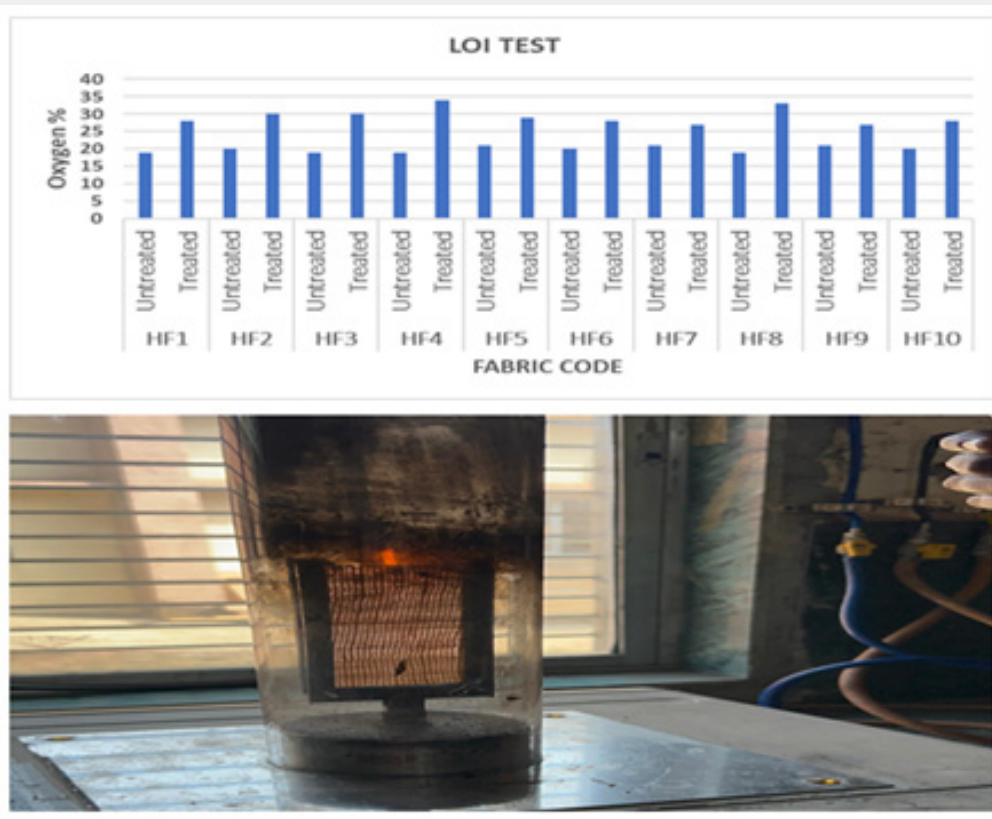 LOI TEST
40
35
30
25
20
15
10
5
0
Oxygen %
Untreated Treated Untreated Treated Untreated Treated Untreated Treated Untreated Treated Untreated Treated Untreated Treated Untreated Treated Untreated Treated Untreated Treated
HF1 HF2 HF3 HF4 HF5 HF6 HF7 HF8 HF9 HF10
FABRIC CODE